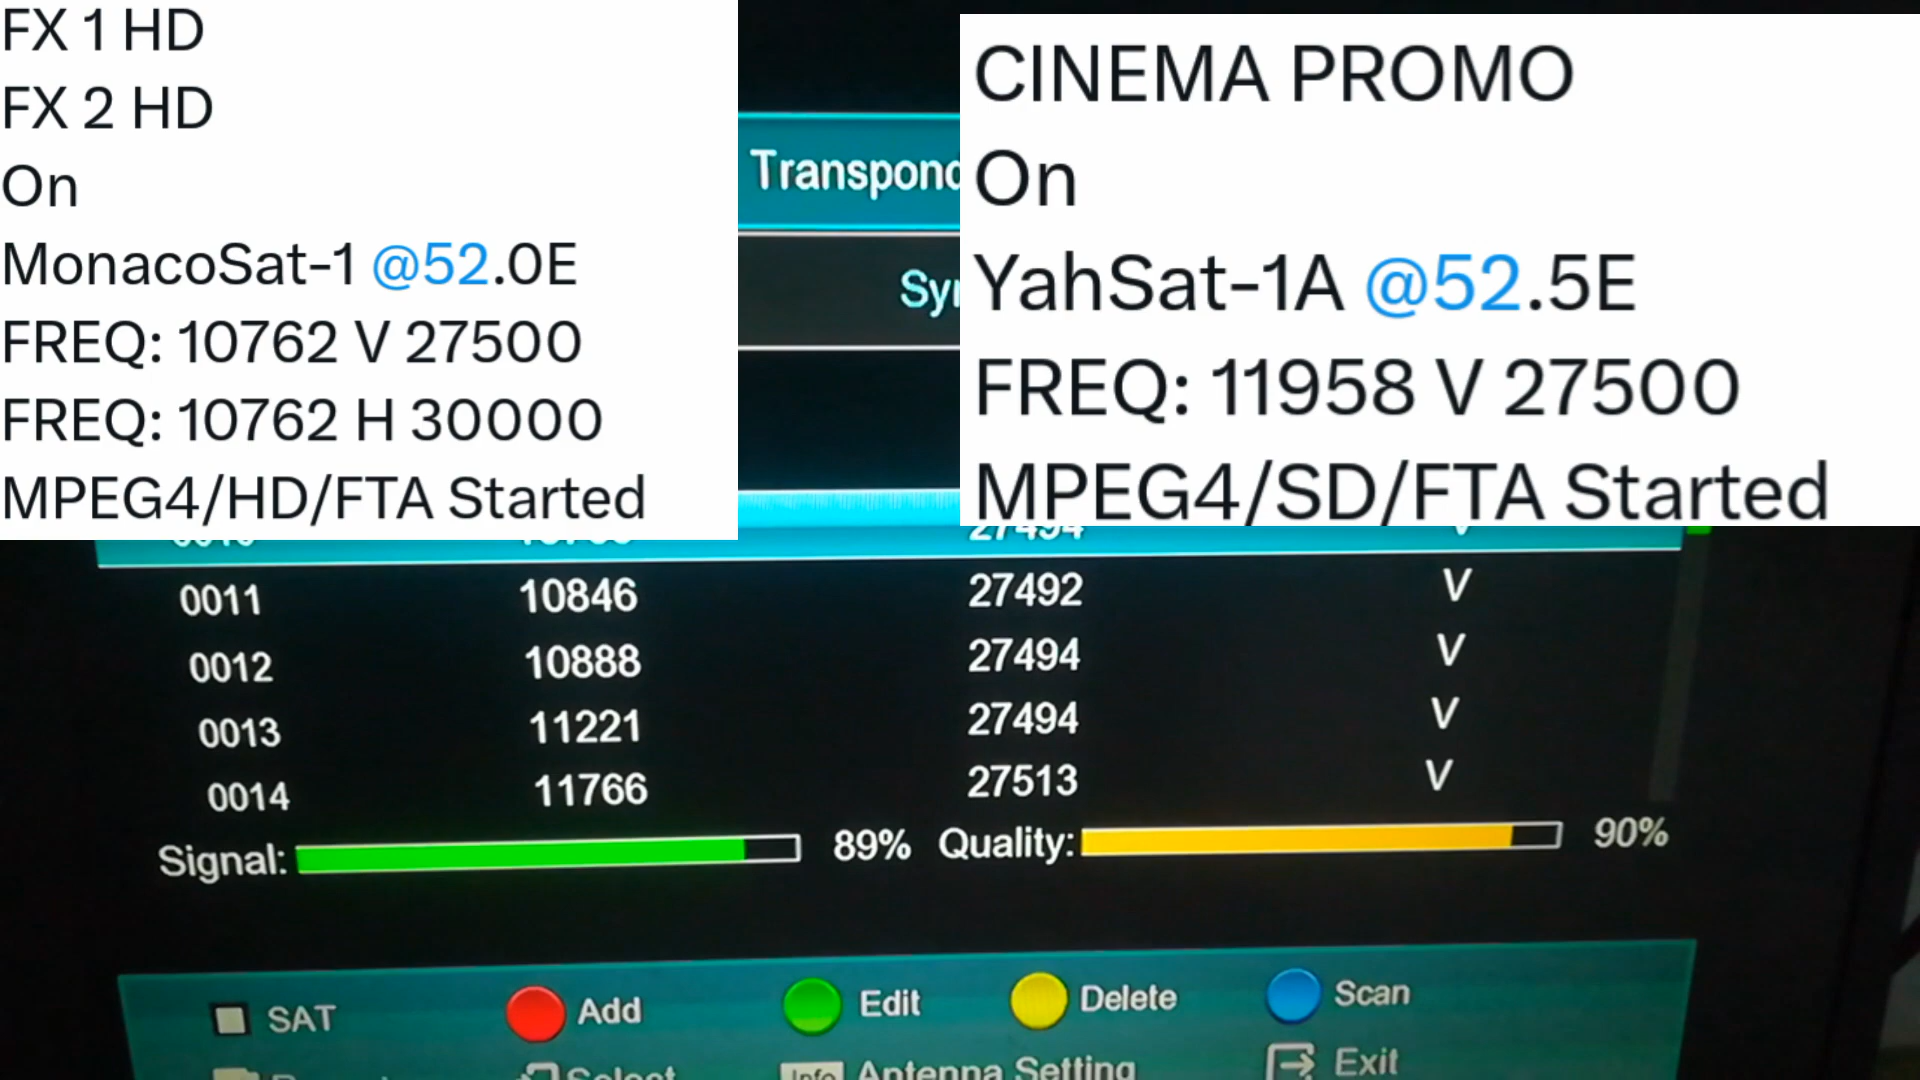 FX 1 HD
FX 2 HD
On
MonacoSat-1 @52.0E
FREQ: 10762 V 27500
FREQ: 10762 H 30000
MPEG4/HD/FTA Started
CINEMA PROMO
On
YahSat-1A @52.5E
FREQ: 11958 V 27500
MPEG4/SD/FTA Started
0011 10846 27492 V
0012 10888 27494 V
0013 11221 27494 V
0014 11766 27513 V
Signal: 89% Quality: 90%
SAT Add Edit Delete Scan
Select Info Antenna Setting Exit